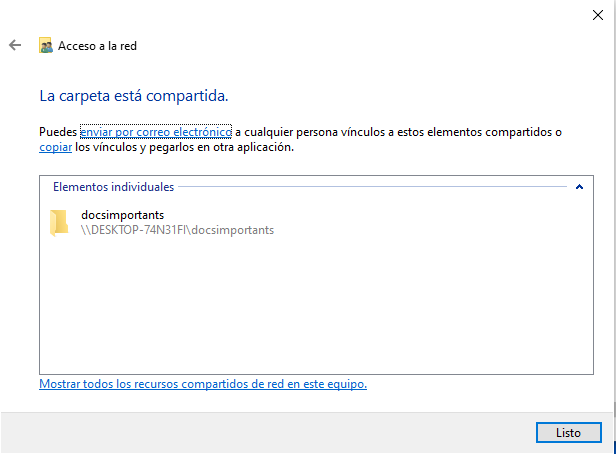 Acceso a la red
La carpeta está compartida.
Puedes enviar por correo electrónico a cualquier persona vínculos a estos elementos compartidos o
copiar los vínculos y pegarlos en otra aplicación.
Elementos individuales
docsimportants
\\DESKTOP-74N31FI\docsimportants
Mostrar todos los recursos compartidos de red en este equipo.
Listo